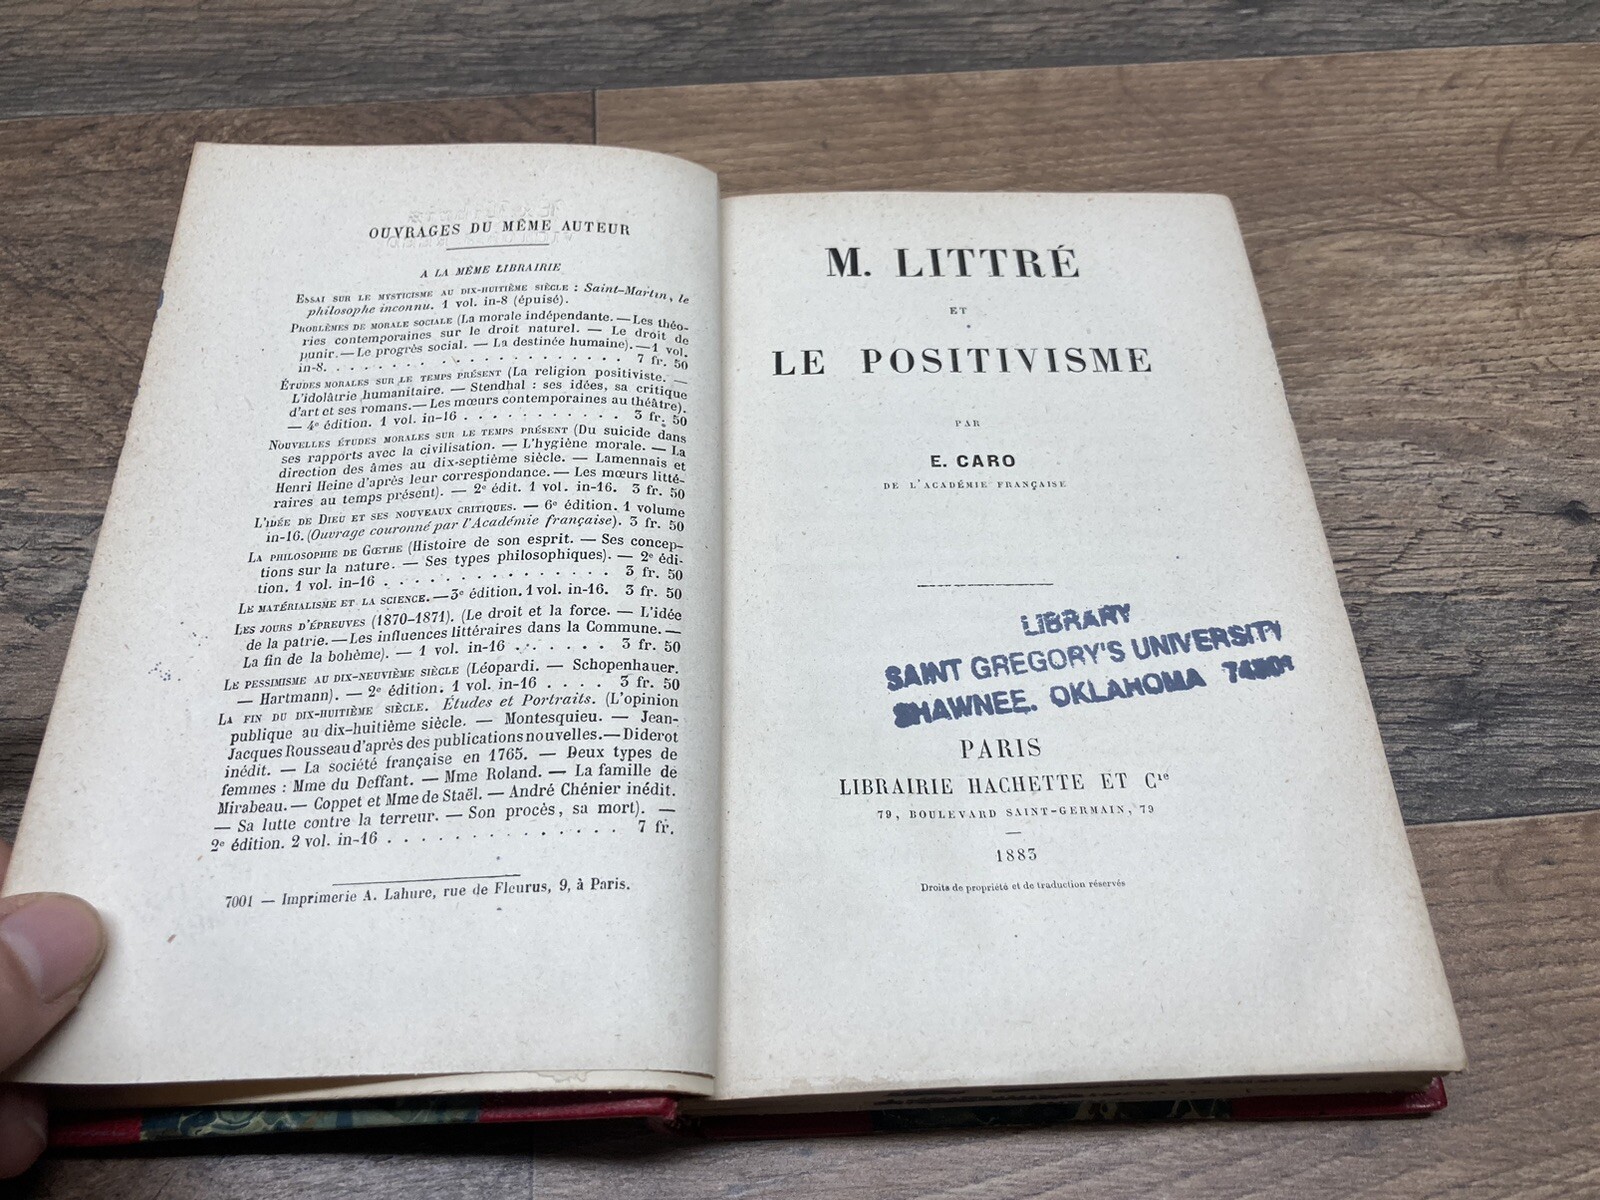 OUVRAGES DU MÊME AUTEUR
A LA MÊME LIBRAIRIE
ESSAI SUR LE MYSTICISME AU DIX-HUITIÈME SIÈCLE : Saint-Martin, le
philosophe inconnu. 1 vol. in-8 (épuisé).
PROBLÈMES DE MORALE SOCIALE (La morale indépendante. — Les théo-
ries contemporaines sur le droit naturel. — Le droit de
punir. — Le progrès social. — La destinée humaine). — 1 vol.
in-8. . . . . . . . . . . . . . . . . . . . . 7 fr. 50
ÉTUDES MORALES SUR LE TEMPS PRÉSENT (La religion positiviste. —
L'idolâtrie humanitaire. — Stendhal : ses idées, sa critique
d'art et ses romans. — Les mœurs contemporaines au théâtre).
— 4e édition. 1 vol. in-16 . . . . . . . . . . . 3 fr. 50
NOUVELLES ÉTUDES MORALES SUR LE TEMPS PRÉSENT (Du suicide dans
ses rapports avec la civilisation. — L'hygiène morale. — La
direction des âmes au dix-septième siècle. — Lamennais et
Henri Heine d'après leur correspondance. — Les mœurs litté-
raires au temps présent). — 2e édit. 1 vol. in-16. 3 fr. 50
L'IDÉE DE DIEU ET SES NOUVEAUX CRITIQUES. — 6e édition. 1 volume
in-16. (Ouvrage couronné par l'Académie française). 3 fr. 50
LA PHILOSOPHIE DE GŒTHE (Histoire de son esprit. — Ses concep-
tions sur la nature. — Ses types philosophiques). — 2e édi-
tion. 1 vol. in-16 . . . . . . . . . . . . . . . 3 fr. 50
LE MATÉRIALISME ET LA SCIENCE. — 3e édition. 1 vol. in-16. 3 fr. 50
LES JOURS D'ÉPREUVES (1870-1871). (Le droit et la force. — L'idée
de la patrie. — Les influences littéraires dans la Commune. —
La fin de la bohème). — 1 vol. in-16 . . . . . . 3 fr. 50
LE PESSIMISME AU DIX-NEUVIÈME SIÈCLE (Léopardi. — Schopenhauer.
— Hartmann). — 2e édition. 1 vol. in-16 . . . . 3 fr. 50
LA FIN DU DIX-HUITIÈME SIÈCLE. Études et Portraits. (L'opinion
publique au dix-huitième siècle. — Montesquieu. — Jean-
Jacques Rousseau d'après des publications nouvelles. — Diderot
inédit. — La société française en 1765. — Deux types de
femmes : Mme du Deffant. — Mme Roland. — La famille de
Mirabeau. — Coppet et Mme de Staël. — André Chénier inédit.
— Sa lutte contre la terreur. — Son procès, sa mort). —
2e édition. 2 vol. in-16 . . . . . . . . . . . . . . 7 fr.
7001 — Imprimerie A. Lahure, rue de Fleurus, 9, à Paris.
M. LITTRÉ
ET
LE POSITIVISME
PAR
E. CARO
DE L'ACADÉMIE FRANÇAISE
LIBRARY
SAINT GREGORY'S UNIVERSITY
SHAWNEE, OKLAHOMA 74801
PARIS
LIBRAIRIE HACHETTE ET Cie
79, BOULEVARD SAINT-GERMAIN, 79
1883
Droits de propriété et de traduction réservés